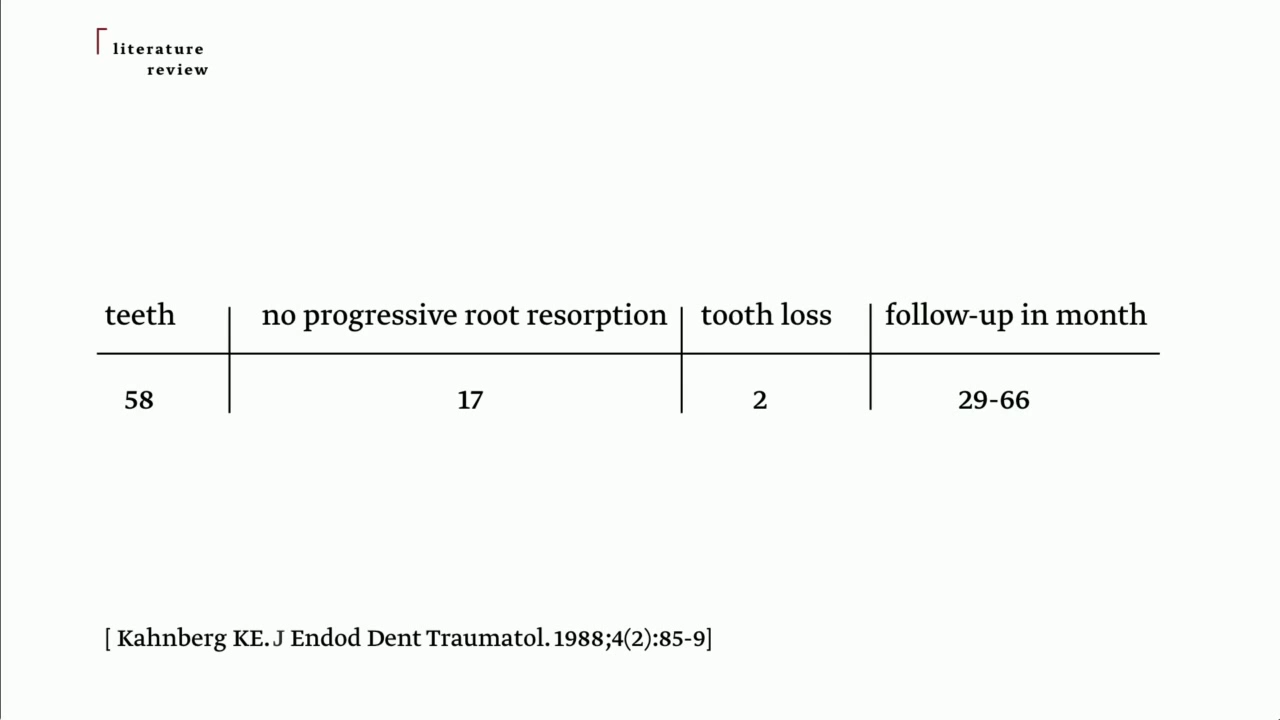 literature
review
teeth no progressive root resorption tooth loss follow-up in month
58 17 2 29-66
[ Kahnberg KE. J Endod Dent Traumatol. 1988;4(2):85-9]